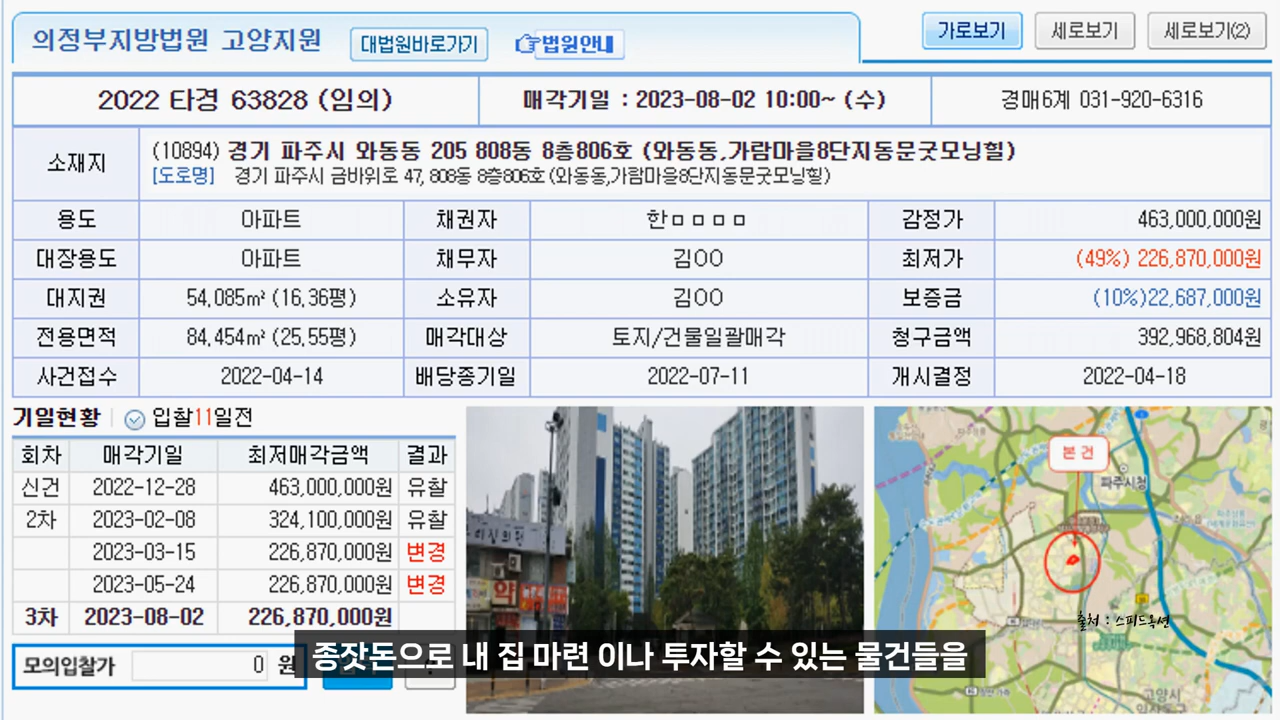 의정부지방법원 고양지원 대법원바로가기 법원안내 가로보기 세로보기 세로보기(2)
2022 타경 63828 (임의) 매각기일 : 2023-08-02 10:00~ (수) 경매6계 031-920-6316
소재지 (10894) 경기 파주시 와동동 205 808동 8층806호 (와동동,가람마을8단지동문굿모닝힐)
[도로명] 경기 파주시 금바위로 47, 808동 8층806호 (와동동,가람마을8단지동문굿모닝힐)
용도 아파트 채권자 한ㅁㅁㅁㅁ 감정가 463,000,000원
대장용도 아파트 채무자 김OO 최저가 (49%) 226,870,000원
대지권 54.085㎡ (16.36평) 소유자 김OO 보증금 (10%)22,687,000원
전용면적 84.454㎡ (25.55평) 매각대상 토지/건물일괄매각 청구금액 392,968,804원
사건접수 2022-04-14 배당종기일 2022-07-11 개시결정 2022-04-18
기일현황 입찰11일전
회차 매각기일 최저매각금액 결과
신건 2022-12-28 463,000,000원 유찰
2차 2023-02-08 324,100,000원 유찰
2023-03-15 226,870,000원 변경
2023-05-24 226,870,000원 변경
3차 2023-08-02 226,870,000원
모의입찰가 0 원
약
본 건
파주시청
출처 : 스피드옥션
고양시
종잣돈으로 내 집 마련 이나 투자할 수 있는 물건들을